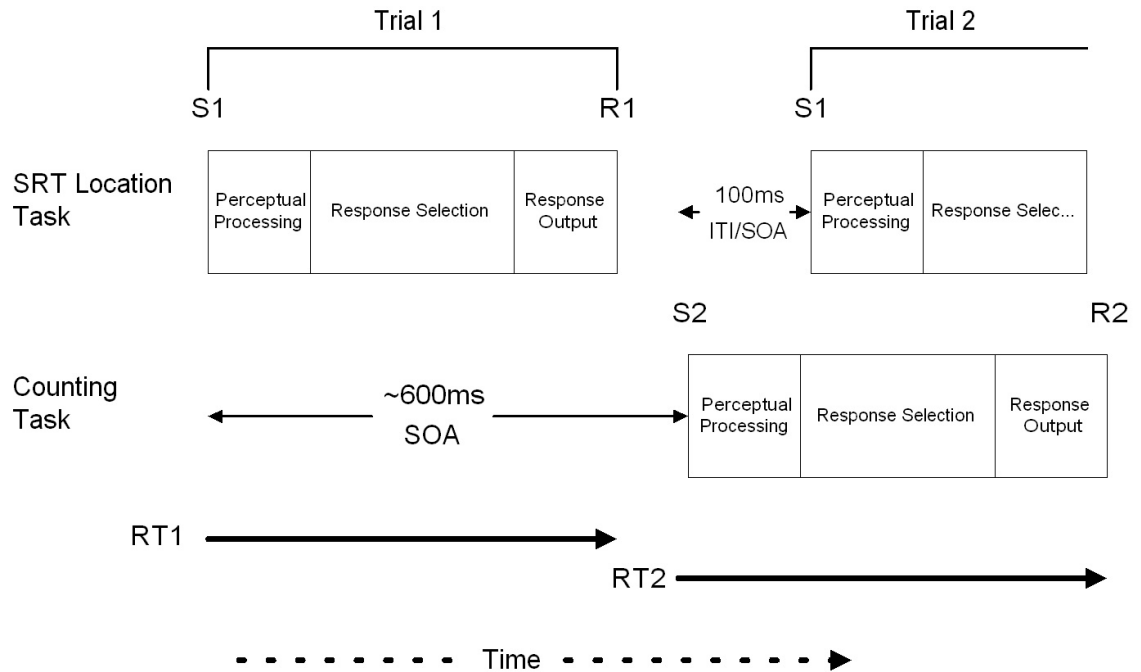 Trial 1
Trial 2
S1
R1
S1
SRT Location
Task
Perceptual
Processing
Response Selection
Response
Output
100ms
ITI/SOA
Perceptual
Processing
Response Selec...
S2
R2
Counting
Task
~600ms
SOA
Perceptual
Processing
Response Selection
Response
Output
RT1
RT2
Time